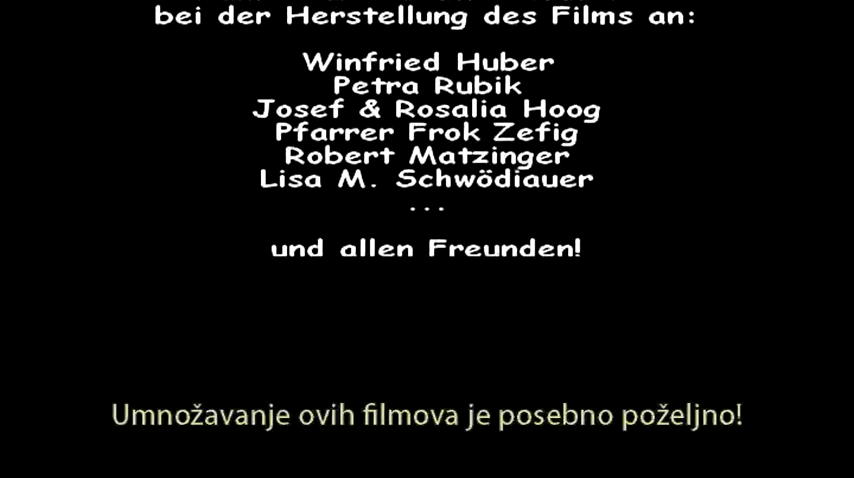 bei der Herstellung des Films an:
Winfried Huber
Petra Rubik
Josef & Rosalia Hoog
Pfarrer Frok Zefig
Robert Matzinger
Lisa M. Schwödiauer
...
und allen Freunden!
Umnožavanje ovih filmova je posebno poželjno!